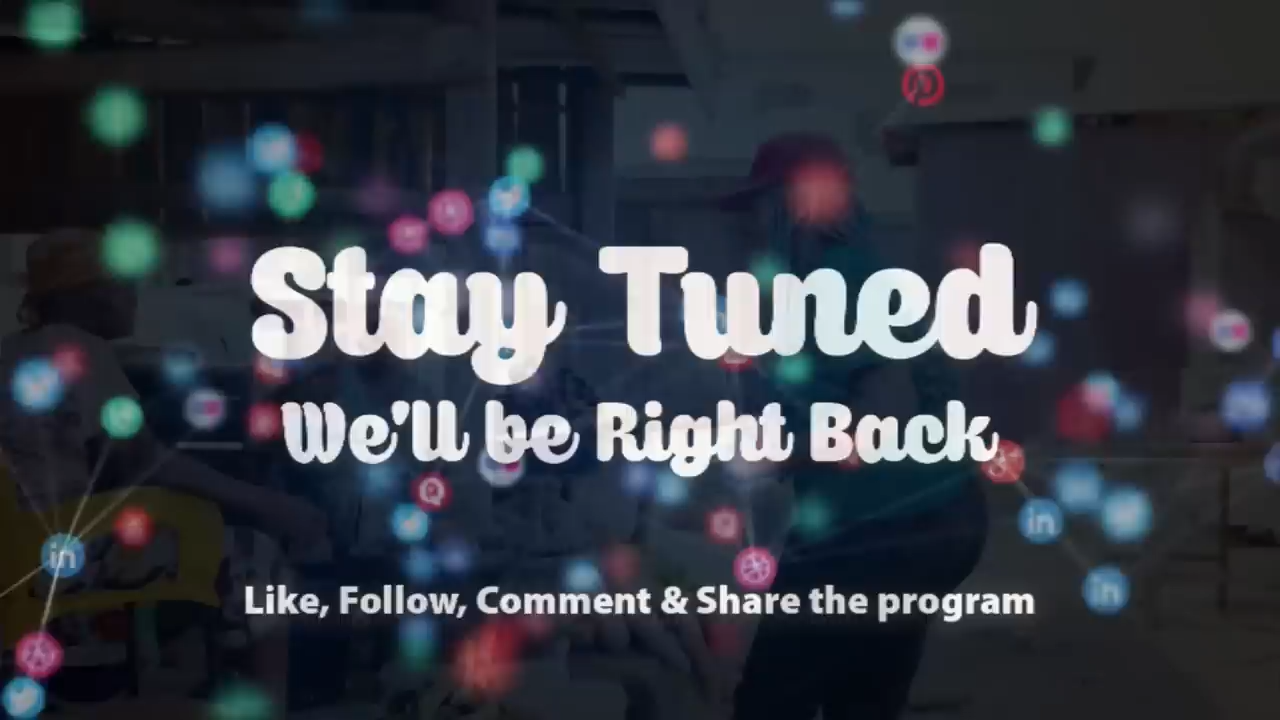 Stay Tuned
We'll be Right Back
Like, Follow, Comment & Share the program